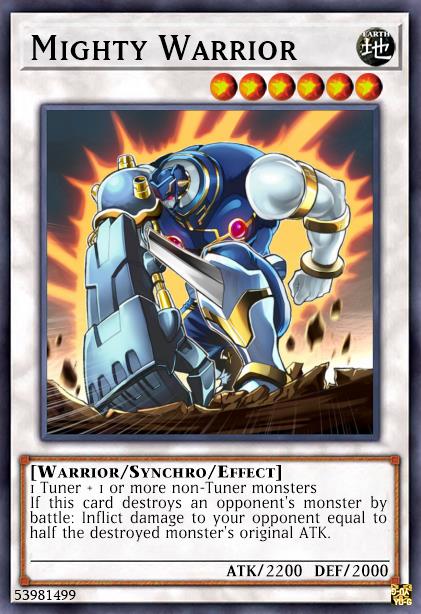 MIGHTY WARRIOR
EARTH
地
[WARRIOR/SYNCHRO/EFFECT]
1 Tuner + 1 or more non-Tuner monsters
If this card destroys an opponent's monster by
battle: Inflict damage to your opponent equal to
half the destroyed monster's original ATK.
ATK/2200 DEF/2000
53981499